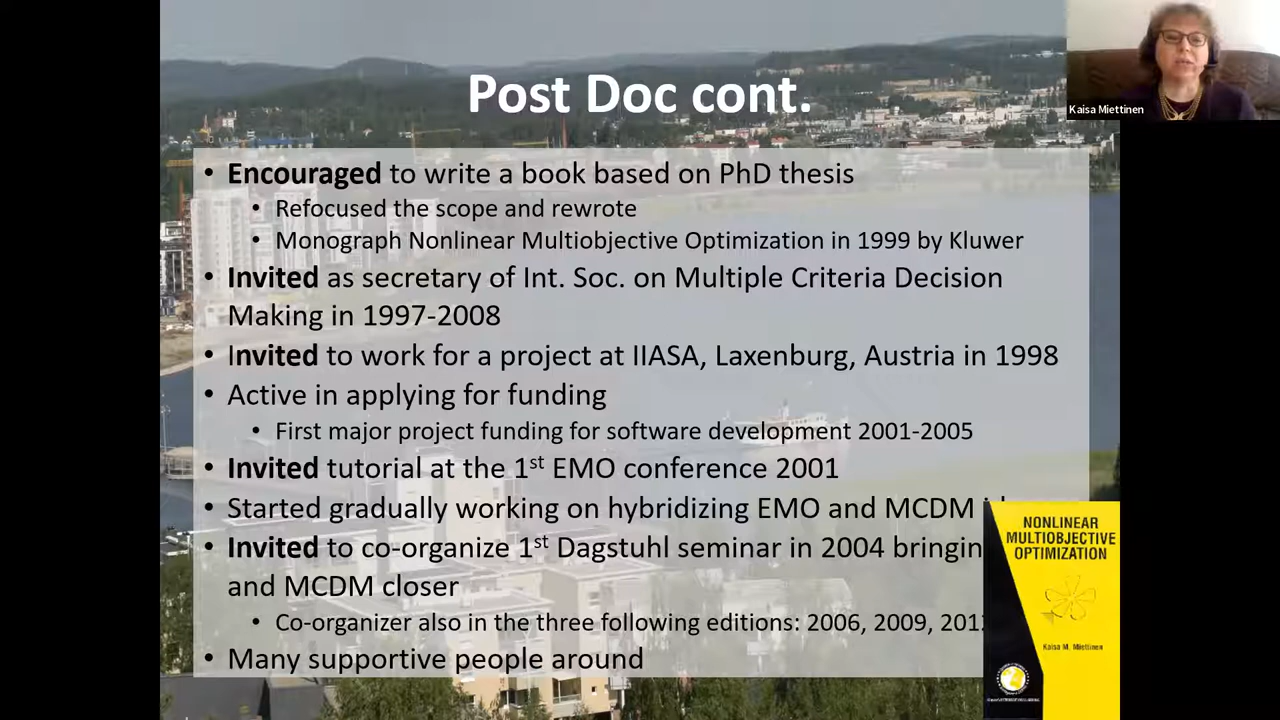 Post Doc cont.
Kaisa Miettinen
• Encouraged to write a book based on PhD thesis
• Refocused the scope and rewrote
• Monograph Nonlinear Multiobjective Optimization in 1999 by Kluwer
• Invited as secretary of Int. Soc. on Multiple Criteria Decision
Making in 1997-2008
• Invited to work for a project at IIASA, Laxenburg, Austria in 1998
• Active in applying for funding
• First major project funding for software development 2001-2005
• Invited tutorial at the 1st EMO conference 2001
• Started gradually working on hybridizing EMO and MCDM
• Invited to co-organize 1st Dagstuhl seminar in 2004 bringin
and MCDM closer
• Co-organizer also in the three following editions: 2006, 2009,
• Many supportive people around
NONLINEAR
MULTIOBJECTIVE
OPTIMIZATION
Kaisa M. Miettinen